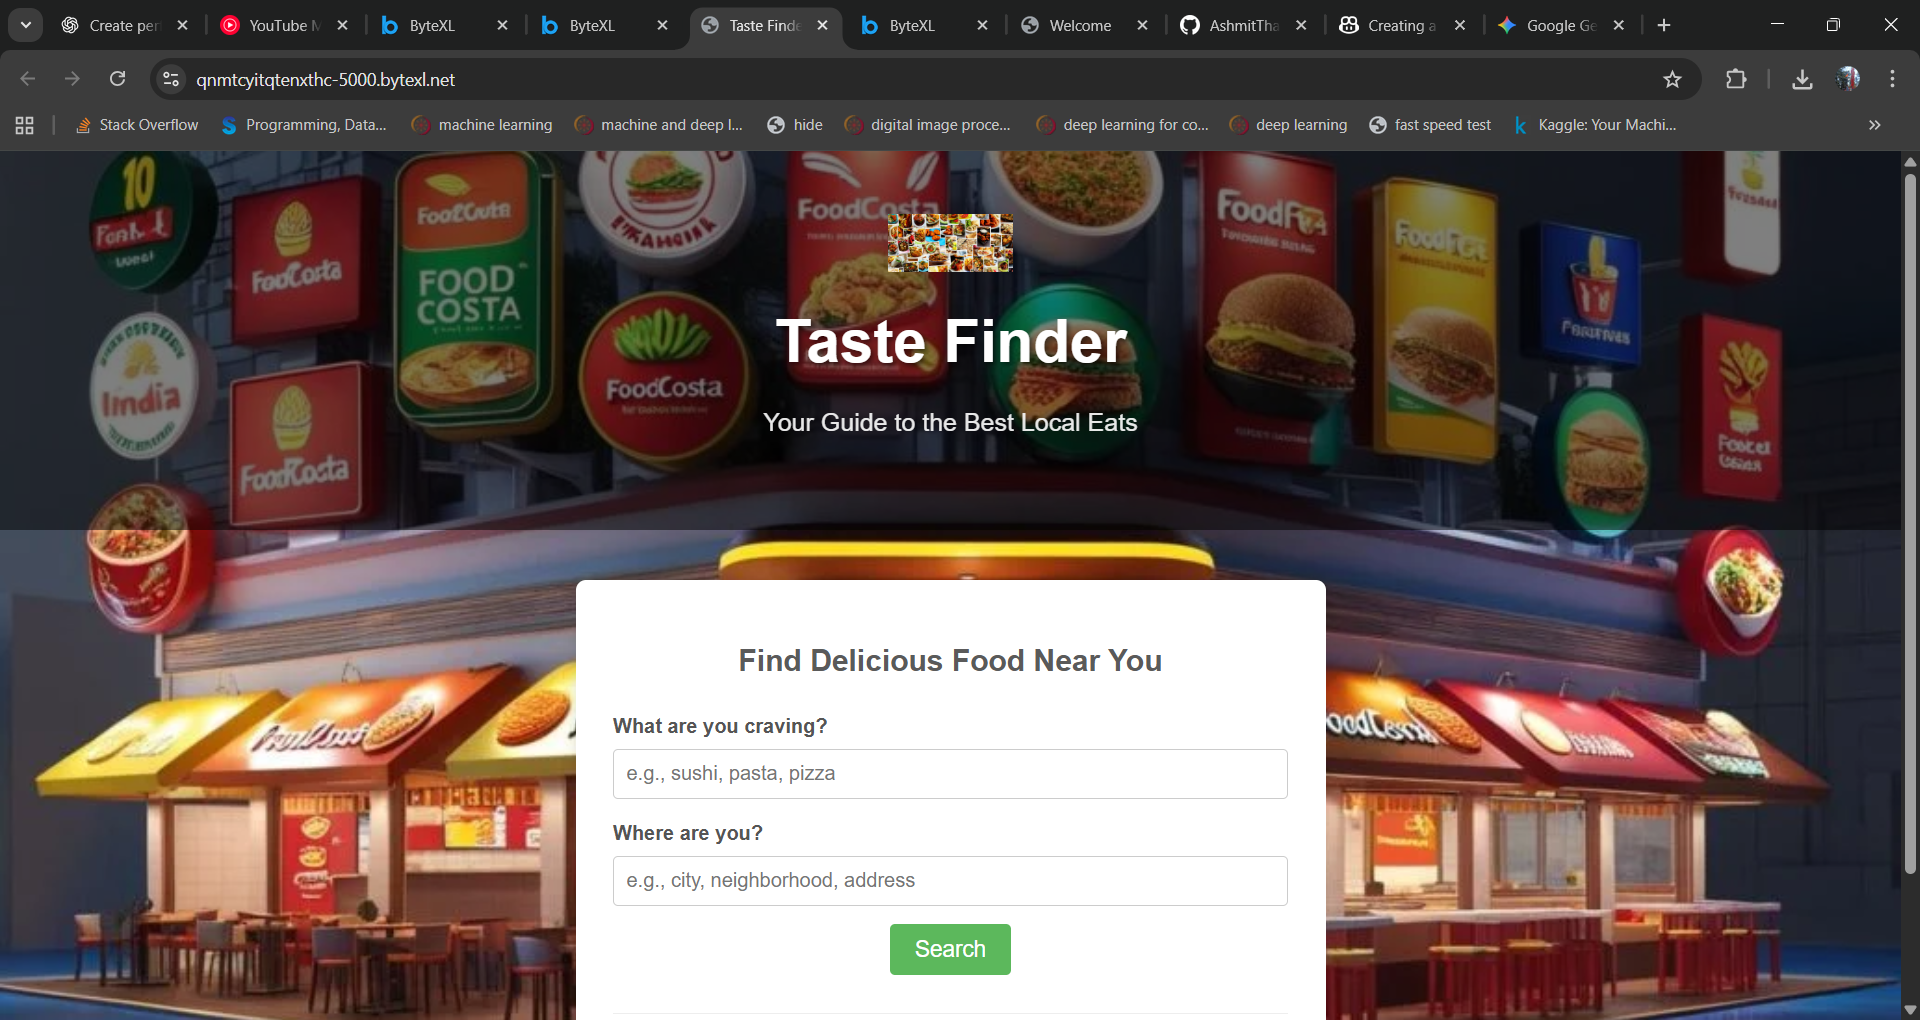 Create per
YouTube M
ByteXL
ByteXL
Taste Finde
ByteXL
Welcome
AshmitTha
Creating a
Google Ge
qnmtcyitqtenxthc-5000.bytexl.net
Stack Overflow
Programming, Data...
machine learning
machine and deep l...
hide
digital image proce...
deep learning for co...
deep learning
fast speed test
Kaggle: Your Machi...
10
FoodCosta
FOOD
COSTA
FoodCosta
FoodCosta
India
FoodCosta
Taste Finder
Your Guide to the Best Local Eats
Find Delicious Food Near You
What are you craving?
e.g., sushi, pasta, pizza
Where are you?
e.g., city, neighborhood, address
Search